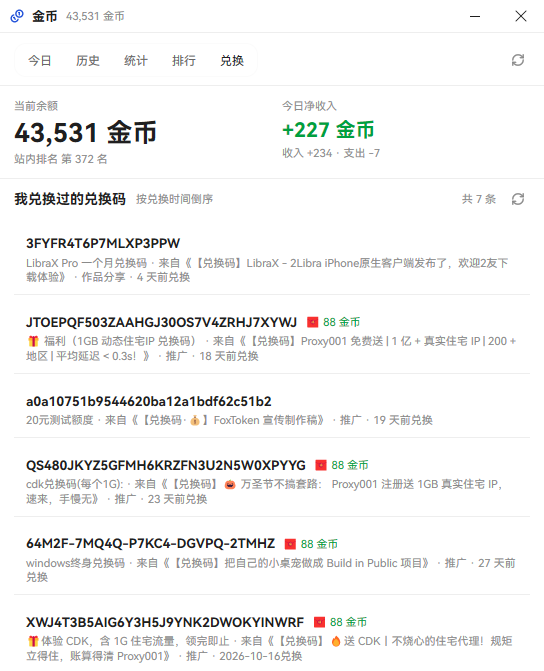 金币 43,531 金币
今日 历史 统计 排行 兑换
当前余额 今日净收入
43,531 金币 +227 金币
站内排名 第 372 名 收入 +234 · 支出 -7
我兑换过的兑换码 按兑换时间倒序 共 7 条
3FYFR4T6P7MLXP3PPW
LibraX Pro 一个月兑换码 · 来自《【兑换码】LibraX - 2Libra iPhone原生客户端发布了，欢迎2友下
载体验》 · 作品分享 · 4 天前兑换
JTOEPQF503ZAAHGJ30OS7V4ZRHJ7XYWJ 88 金币
🎁 福利（1GB 动态住宅IP 兑换码） · 来自《【兑换码】Proxy001 免费送 | 1 亿 + 真实住宅 IP | 200 +
地区 | 平均延迟 < 0.3s！》 · 推广 · 18 天前兑换
a0a10751b9544620ba12a1bdf62c51b2
20元测试额度 · 来自《【兑换码·💰】FoxToken 宣传制作稿》 · 推广 · 19 天前兑换
QS480JKYZ5GFMH6KRZFN3U2N5W0XPYYG 88 金币
cdk兑换码(每个1G): · 来自《【兑换码】🎃 万圣节不搞套路： Proxy001 注册送 1GB 真实住宅 IP，
速来，手慢无》 · 推广 · 23 天前兑换
64M2F-7MQ4Q-P7KC4-DGVPQ-2TMHZ 88 金币
windows终身兑换码 · 来自《【兑换码】把自己的小桌宠做成 Build in Public 项目》 · 推广 · 27 天前
兑换
XWJ4T3B5AIG6Y3H5J9YNK2DWOKYINWRF 88 金币
🎁体验 CDK，含 1G 住宅流量，领完即止 · 来自《【兑换码】🔥送 CDK丨不烧心的住宅代理！规矩
立得住，账算得清 Proxy001》 · 推广 · 2026-10-16兑换